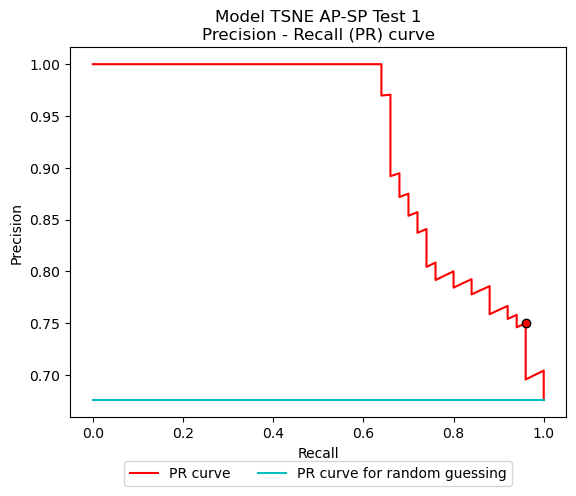 Model TSNE AP-SP Test 1
Precision - Recall (PR) curve
1.00
0.95
0.90
0.85
0.80
0.75
0.70
Precision
0.0 0.2 0.4 0.6 0.8 1.0
Recall
PR curve PR curve for random guessing